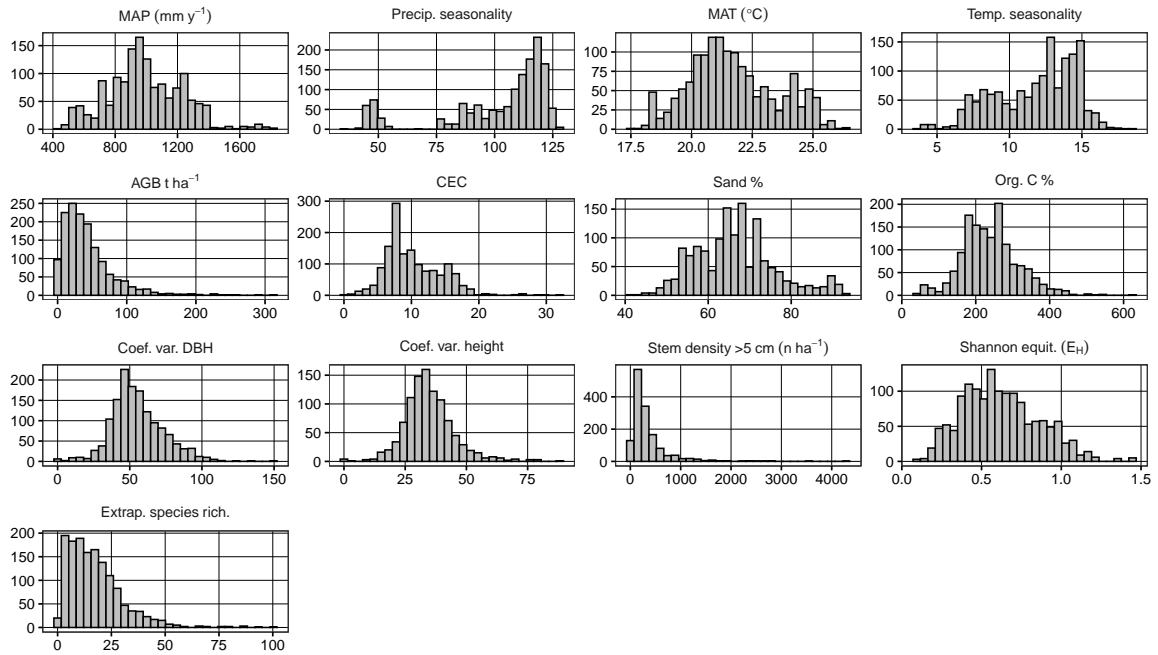 MAP (mm y⁻¹)
150
100
50
0
400 800 1200 1600
Precip. seasonality
200
150
100
50
0
50 75 100 125
MAT (°C)
100
75
50
25
0
17.5 20.0 22.5 25.0
Temp. seasonality
150
100
50
0
5 10 15
AGB t ha⁻¹
250
200
150
100
50
0
0 100 200 300
CEC
300
200
100
0
0 10 20 30
Sand %
150
100
50
0
40 60 80
Org. C %
200
150
100
50
0
0 200 400 600
Coef. var. DBH
200
150
100
50
0
0 50 100 150
Coef. var. height
150
100
50
0
0 25 50 75
Stem density >5 cm (n ha⁻¹)
400
200
0
0 1000 2000 3000 4000
Shannon equit. (E_H)
100
50
0
0.0 0.5 1.0 1.5
Extrap. species rich.
200
150
100
50
0
0 25 50 75 100